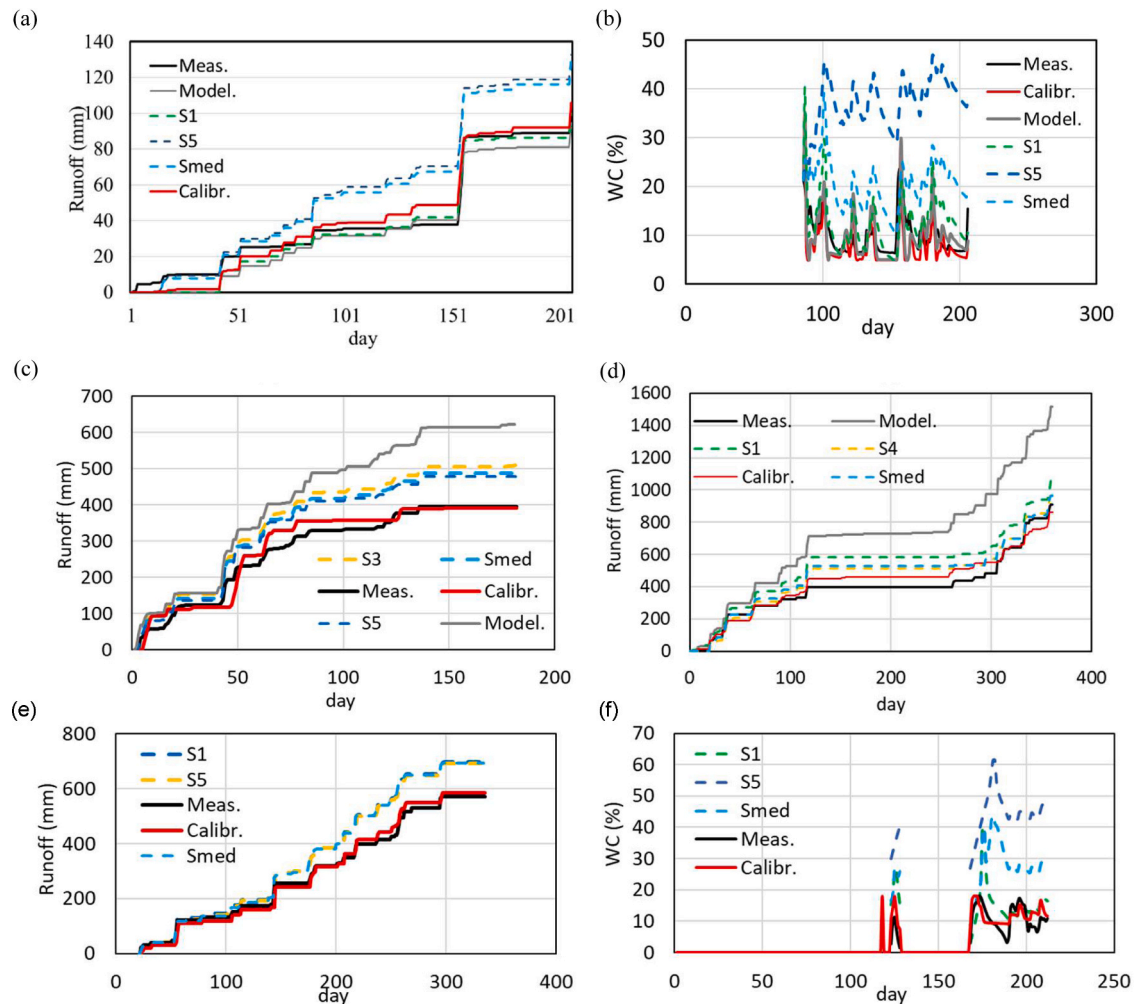 (a)
140
120
100
80
60
40
20
0
Runoff (mm)
Meas.
Model.
S1
S5
Smed
Calibr.
1
51
101
151
201
day
(b)
50
40
30
20
10
0
WC (%)
Meas.
Calibr.
Model.
S1
S5
Smed
0
100
200
300
day
(c)
700
600
500
400
300
200
100
0
Runoff (mm)
S3
Smed
Meas.
Calibr.
S5
Model.
0
50
100
150
200
day
(d)
1600
1400
1200
1000
800
600
400
200
0
Runoff (mm)
Meas.
Model.
S1
S4
Calibr.
Smed
0
100
200
300
400
day
(e)
800
600
400
200
0
Runoff (mm)
S1
S5
Meas.
Calibr.
Smed
0
100
200
300
400
day
(f)
70
60
50
40
30
20
10
0
WC (%)
S1
S5
Smed
Meas.
Calibr.
0
50
100
150
200
250
day